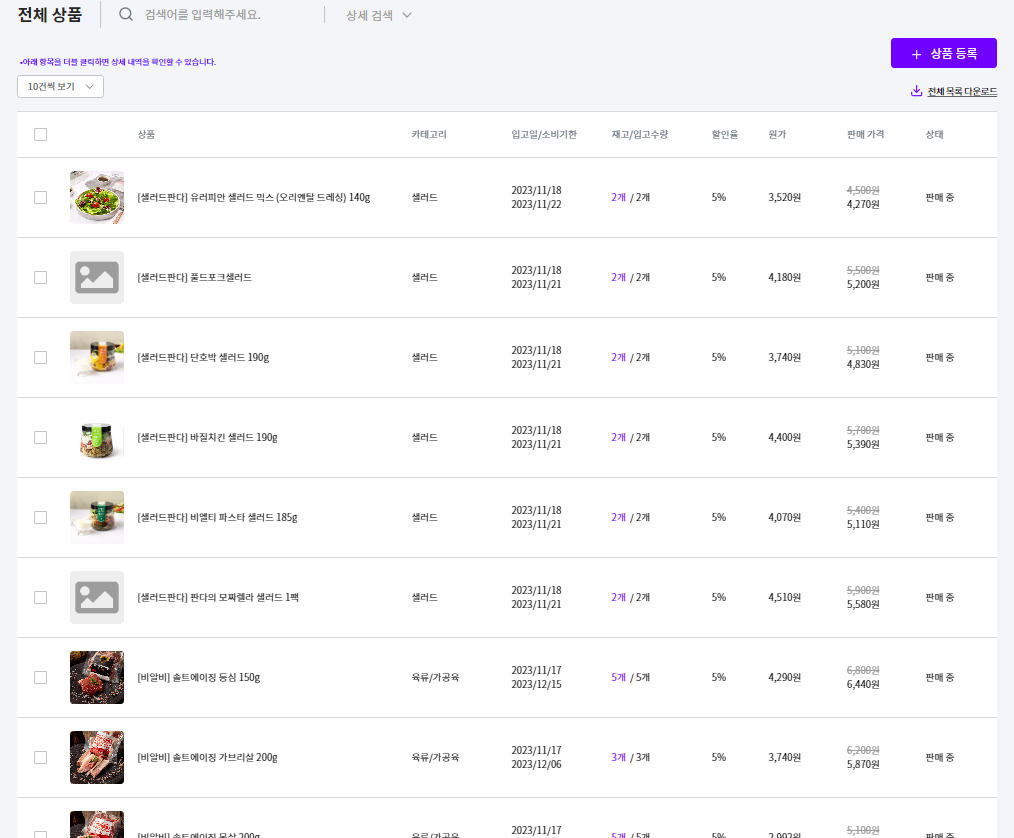 전체 상품
검색어를 입력해주세요.
상세 검색
+ 상품 등록
•아래 항목을 더블 클릭하면 상세 내역을 확인할 수 있습니다.
10건씩 보기
전체 목록 다운로드
상품 카테고리 입고일/소비기한 재고/입고수량 할인율 원가 판매 가격 상태
[샐러드판다] 유러피안 샐러드 믹스 (오리엔탈 드레싱) 140g 샐러드 2023/11/18 2개 / 2개 5% 3,520원 4,500원 판매 중
2023/11/22 4,270원
[샐러드판다] 풀드포크샐러드 샐러드 2023/11/18 2개 / 2개 5% 4,180원 5,500원 판매 중
2023/11/21 5,200원
[샐러드판다] 단호박 샐러드 190g 샐러드 2023/11/18 2개 / 2개 5% 3,740원 5,100원 판매 중
2023/11/21 4,830원
[샐러드판다] 바질치킨 샐러드 190g 샐러드 2023/11/18 2개 / 2개 5% 4,400원 5,700원 판매 중
2023/11/21 5,390원
[샐러드판다] 비엘티 파스타 샐러드 185g 샐러드 2023/11/18 2개 / 2개 5% 4,070원 5,400원 판매 중
2023/11/21 5,110원
[샐러드판다] 판다의 모짜렐라 샐러드 1팩 샐러드 2023/11/18 2개 / 2개 5% 4,510원 5,900원 판매 중
2023/11/21 5,580원
[비알비] 솔트에이징 등심 150g 육류/가공육 2023/11/17 5개 / 5개 5% 4,290원 6,800원 판매 중
2023/12/15 6,440원
[비알비] 솔트에이징 가브리살 200g 육류/가공육 2023/11/17 3개 / 3개 5% 3,740원 6,200원 판매 중
2023/12/06 5,870원
[비알비] 솔트에이징 목살 200g 육류/가공육 2023/11/17 5개 / 5개 5% 2,992원 5,100원 판매 중